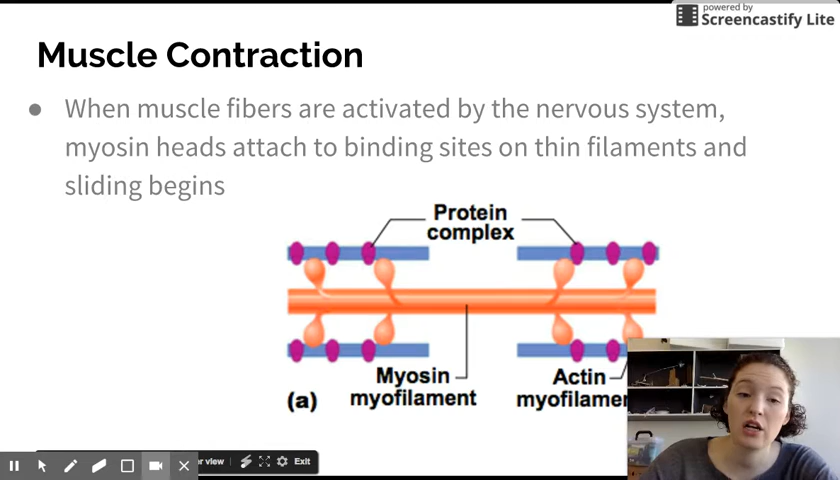 powered by
Screencastify Lite
Muscle Contraction
● When muscle fibers are activated by the nervous system,
myosin heads attach to binding sites on thin filaments and
sliding begins
Protein
complex
Myosin
myofilament
Actin
(a)
r view
Exit